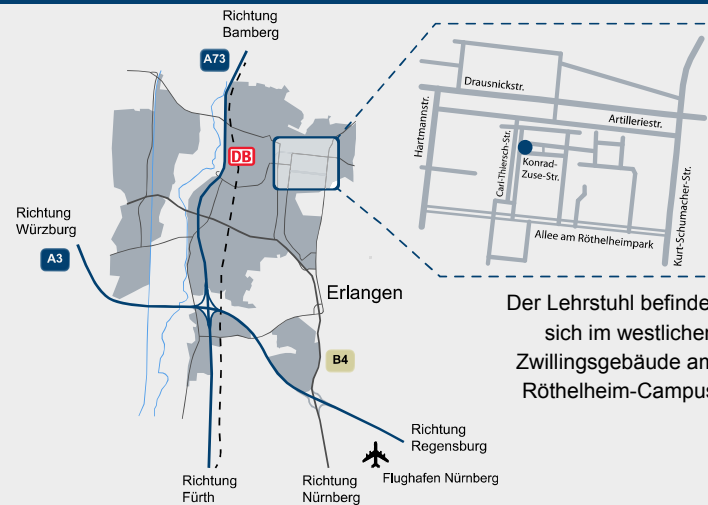 Richtung
Bamberg
A73
DB
Richtung
Würzburg
A3
Erlangen
B4
Richtung
Regensburg
Flughafen Nürnberg
Richtung
Fürth
Richtung
Nürnberg
Drausnickstr.
Artilleriestr.
Hartmannstr.
Carl-Thiersch-Str.
Konrad-
Zuse-Str.
Kurt-Schumacher-Str.
Allee am Röthelheimpark
Der Lehrstuhl befinde
sich im westlicher
Zwillingsgebäude am
Röthelheim-Campus